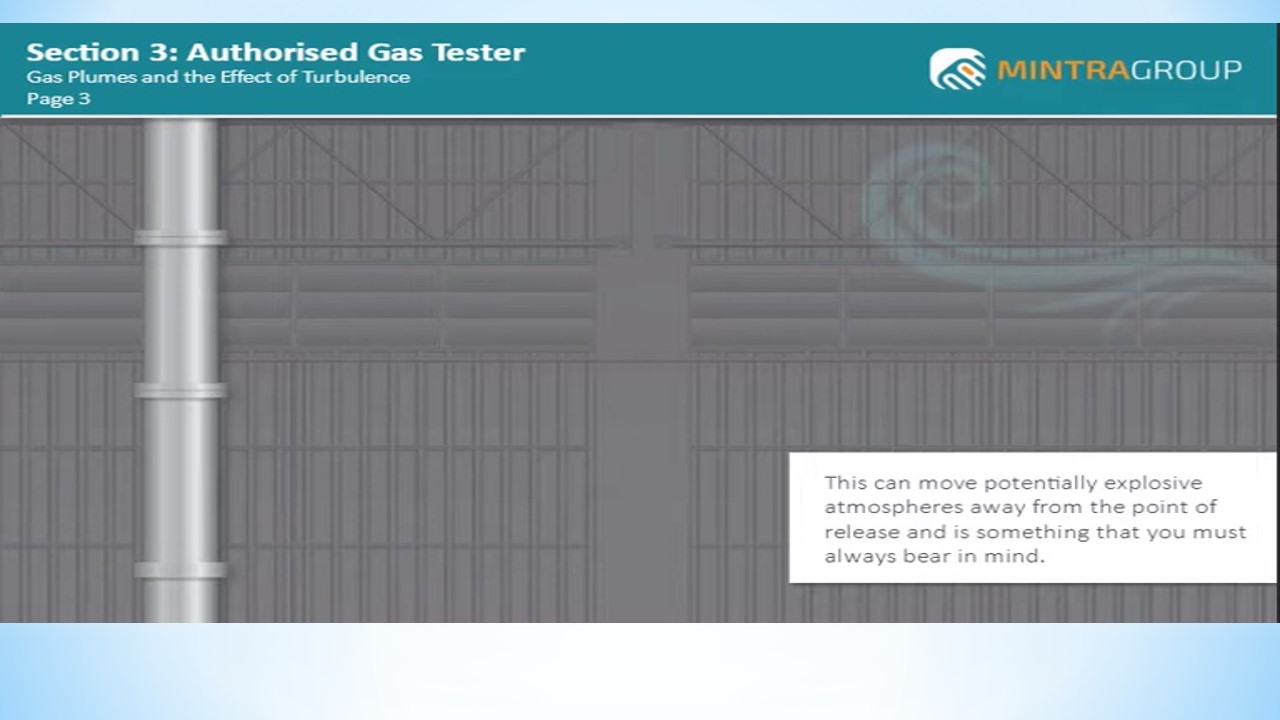 Section 3: Authorised Gas Tester
Gas Plumes and the Effect of Turbulence
Page 3
MINTRAGROUP
This can move potentially explosive
atmospheres away from the point of
release and is something that you must
always bear in mind.